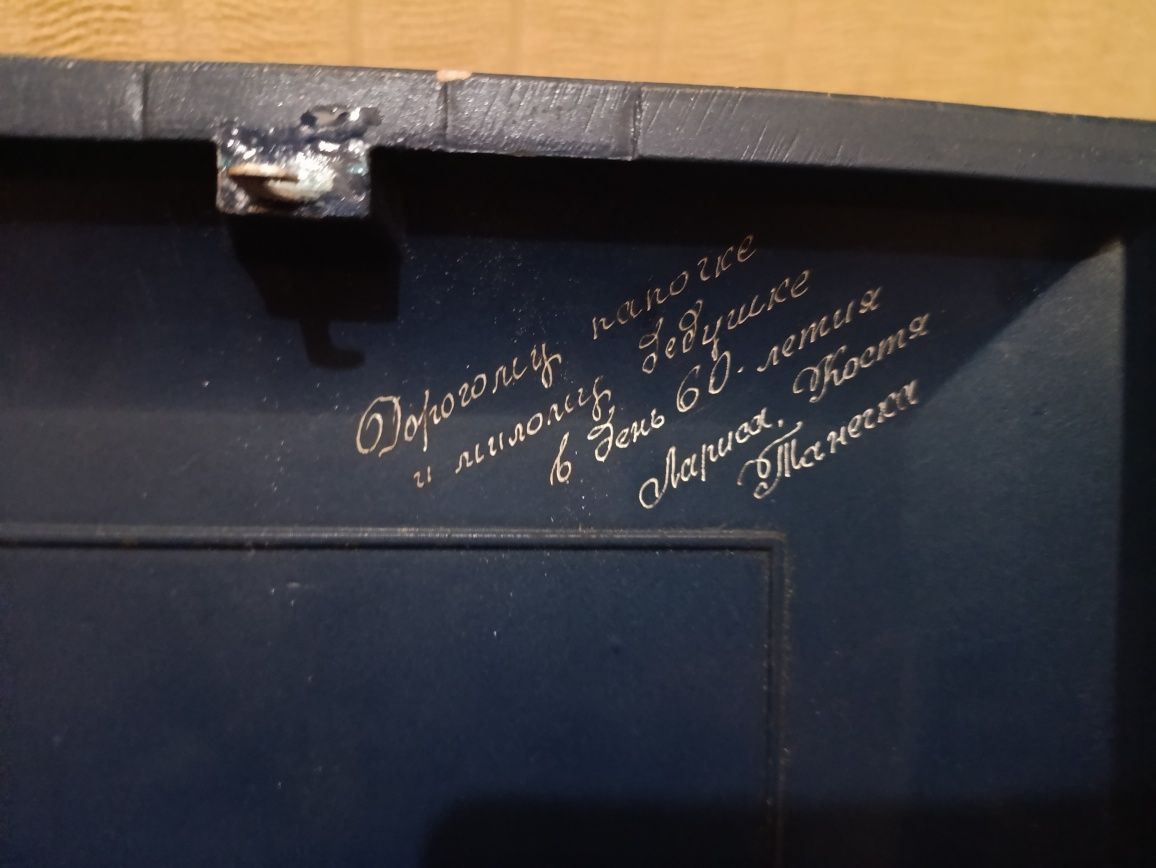 Дорогому папочке
и милому дедушке
в день 60-летия
Лариса, Костя
Танечка